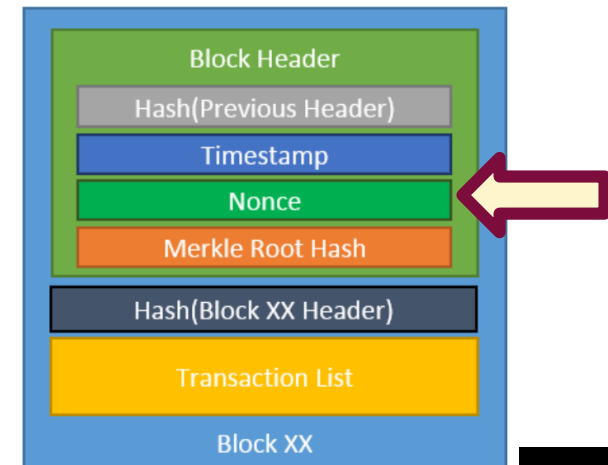 Block Header
Hash(Previous Header)
Timestamp
Nonce
Merkle Root Hash
Hash(Block XX Header)
Transaction List
Block XX